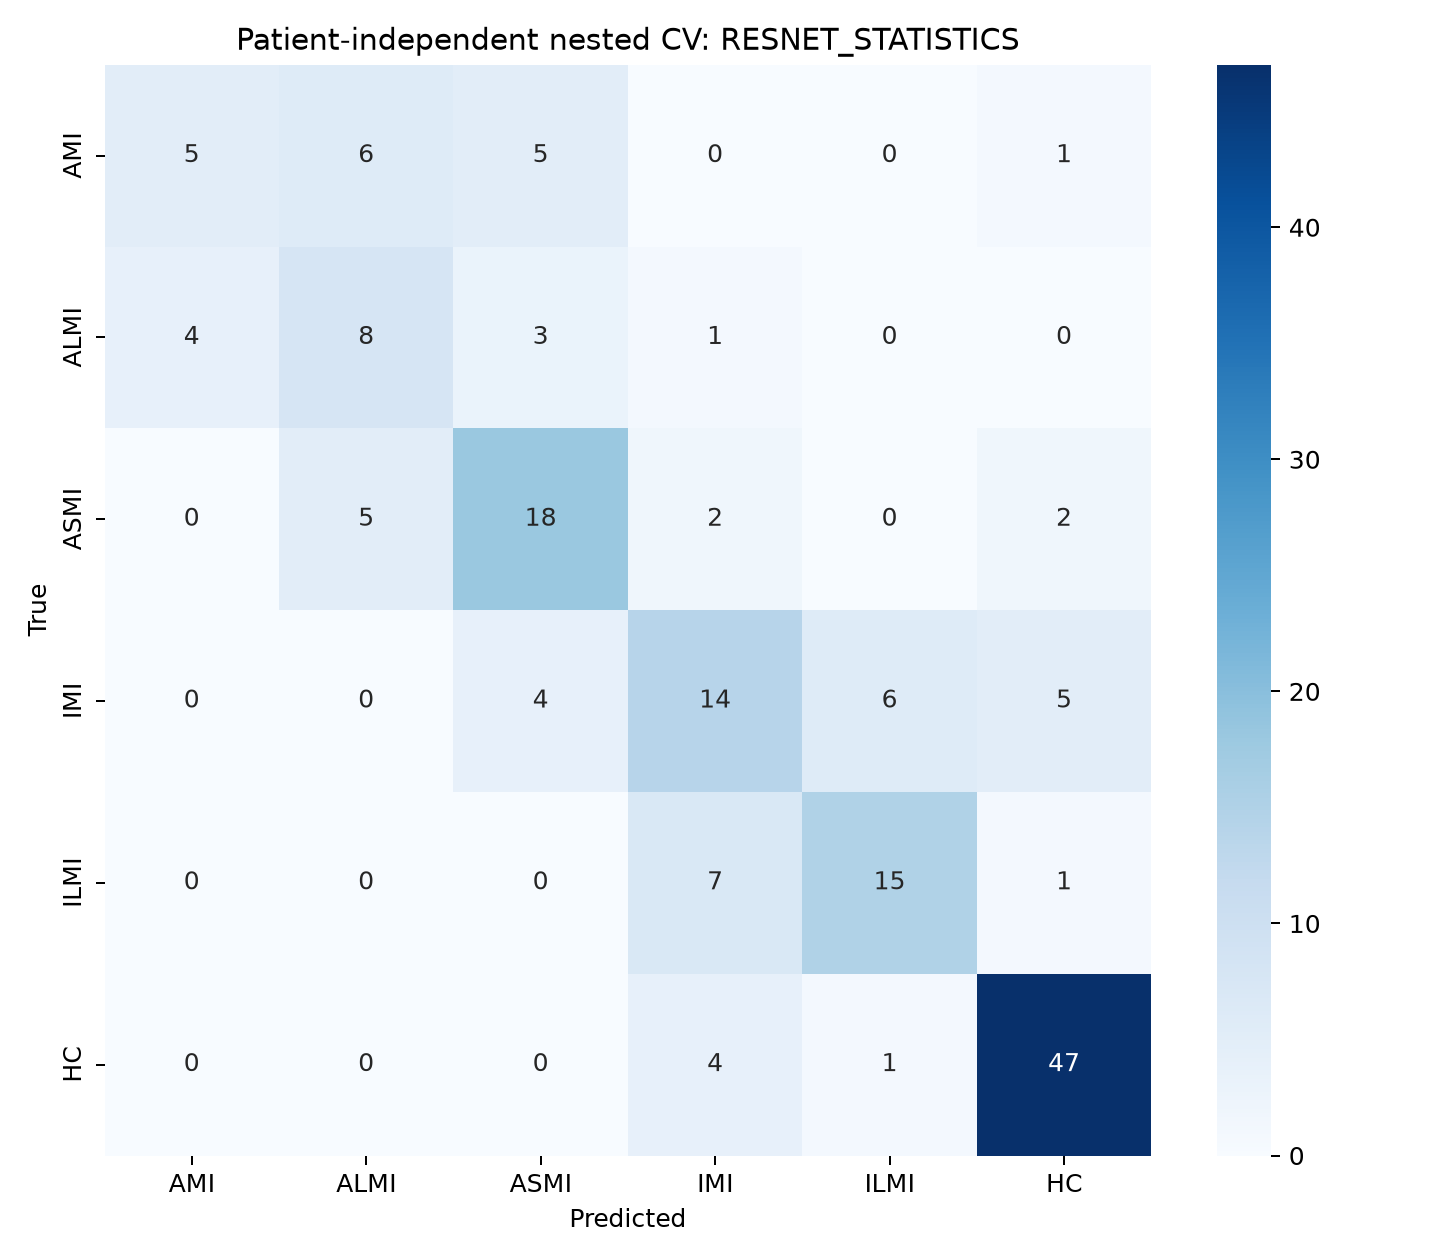 Patient-independent nested CV: RESNET_STATISTICS
True
AMI 5 6 5 0 0 1
ALMI 4 8 3 1 0 0
ASMI 0 5 18 2 0 2
IMI 0 0 4 14 6 5
ILMI 0 0 0 7 15 1
HC 0 0 0 4 1 47
AMI ALMI ASMI IMI ILMI HC
Predicted
40
30
20
10
0